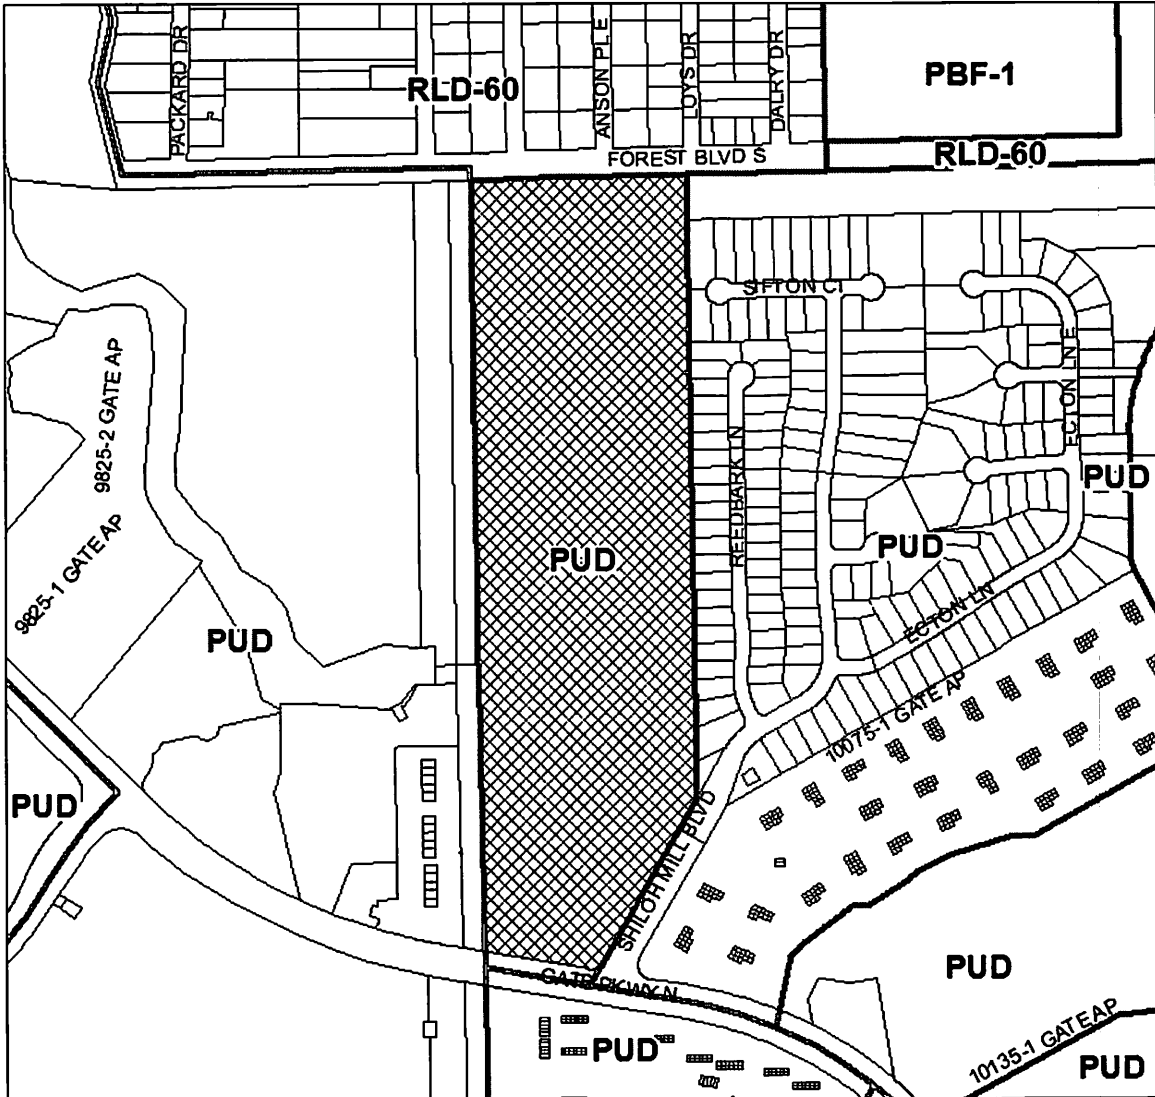 PACKARD DR
RLD-60
ANSON PL E
LOYS DR
DALRY DR
PBF-1
FOREST BLVD S
RLD-60
SIFTON CT
ECTON LN E
9825-2 GATE AP
REEDBARK LN
PUD
9825-1 GATE AP
PUD
PUD
ECTON LN
PUD
10075-1 GATE AP
PUD
SHILOH MILL BLVD
PUD
GATE PKWY N
10135-1 GATE AP
PUD
PUD